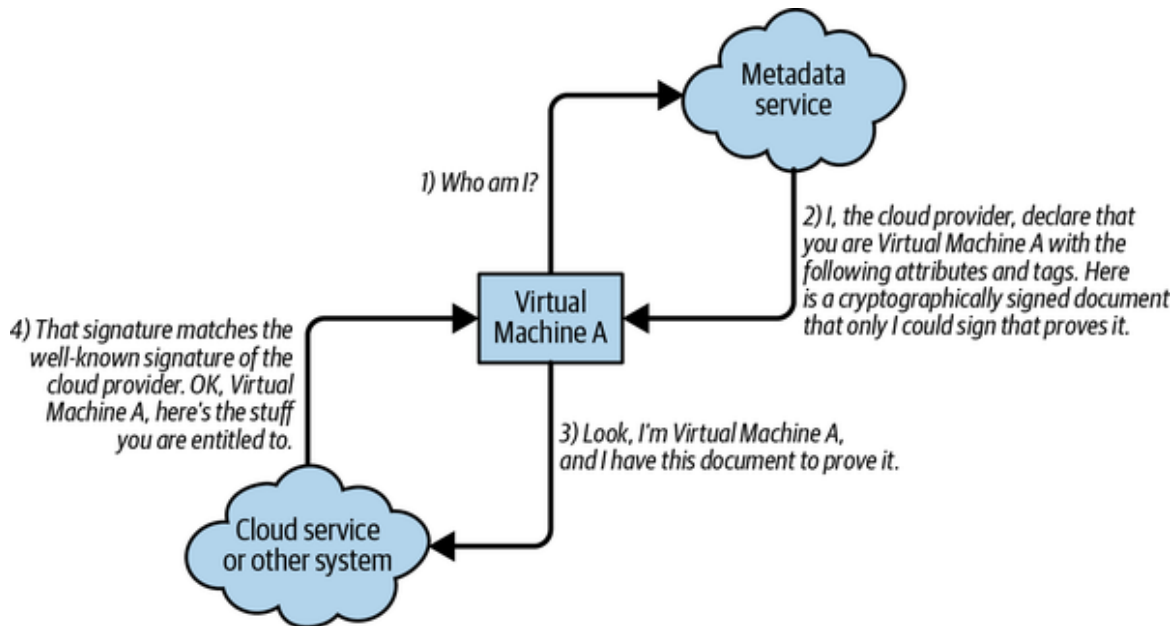 Metadata
service
1) Who am I?
2) I, the cloud provider, declare that
you are Virtual Machine A with the
following attributes and tags. Here
is a cryptographically signed document
that only I could sign that proves it.
Virtual
Machine A
4) That signature matches the
well-known signature of the
cloud provider. OK, Virtual
Machine A, here's the stuff
you are entitled to.
3) Look, I'm Virtual Machine A,
and I have this document to prove it.
Cloud service
or other system